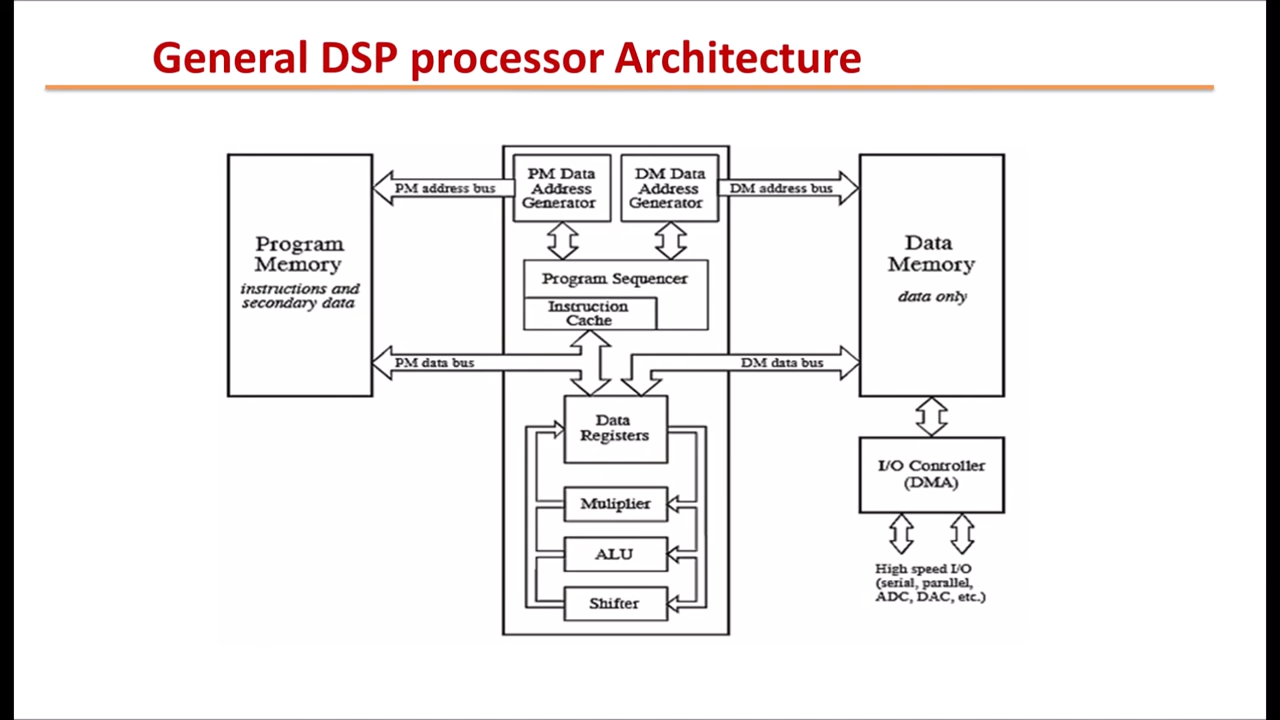 General DSP processor Architecture
PM address bus
PM Data
Address
Generator
DM Data
Address
Generator
DM address bus
Program
Memory
instructions and
secondary data
Program Sequencer
Instruction
Cache
Data
Memory
data only
PM data bus
DM data bus
Data
Registers
Muliplier
ALU
Shifter
I/O Controller
(DMA)
High speed I/O
(serial, parallel,
ADC, DAC, etc.)